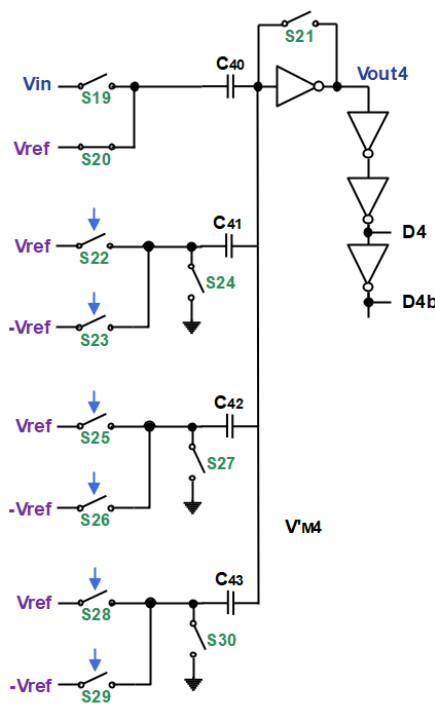 S21
C40
Vin
S19
Vout4
Vref
S20
C41
D4
Vref
S22
S24
D4b
-Vref
S23
C42
Vref
S25
S27
-Vref
S26
V'M4
C43
Vref
S28
S30
-Vref
S29